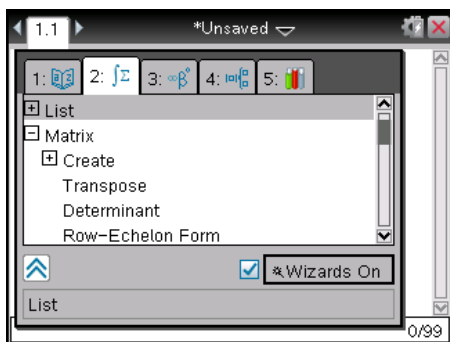 1.1 *Unsaved
1: 2: ∫Σ 3: ∞β° 4: 5:
List
Matrix
Create
Transpose
Determinant
Row-Echelon Form
Wizards On
List
0/99